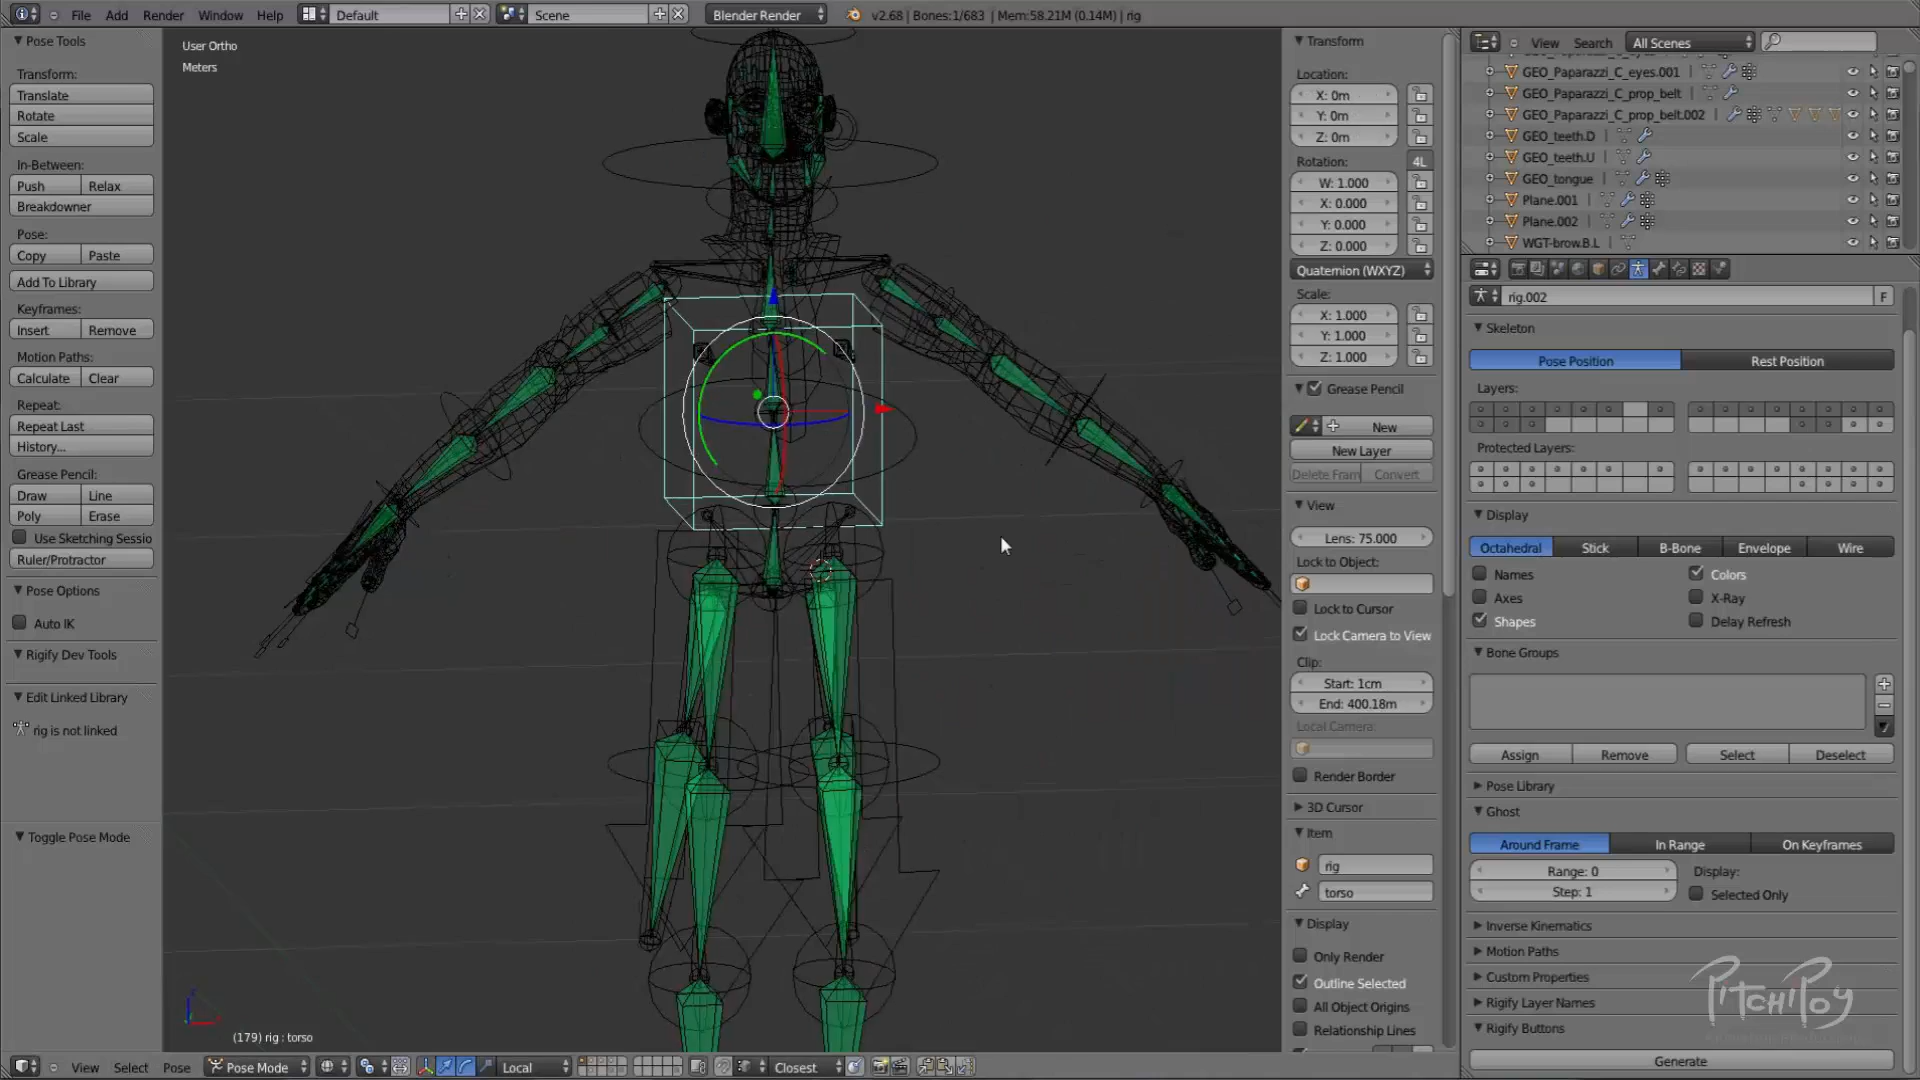 File Add Render Window Help Default Scene Blender Render v2.68 | Bones:1/683 | Mem:58.21M (0.14M) | rig
Pose Tools
Transform:
Translate
Rotate
Scale
In-Between:
Push Relax
Breakdowner
Pose:
Copy Paste
Add To Library
Keyframes:
Insert Remove
Motion Paths:
Calculate Clear
Repeat:
Repeat Last
History...
Grease Pencil:
Draw Line
Poly Erase
Use Sketching Sessio
Ruler/Protractor
Pose Options
Auto IK
Rigify Dev Tools
Edit Linked Library
rig is not linked
Toggle Pose Mode
User Ortho
Meters
(179) rig : torso
View Select Pose Pose Mode Local Closest
Transform
Location:
X: 0m
Y: 0m
Z: 0m
Rotation: 4L
W: 1.000
X: 0.000
Y: 0.000
Z: 0.000
Quaternion (WXYZ)
Scale:
X: 1.000
Y: 1.000
Z: 1.000
Grease Pencil
New
New Layer
Delete Fram Convert
View
Lens: 75.000
Lock to Object:
Lock to Cursor
Lock Camera to View
Clip:
Start: 1cm
End: 400.18m
Local Camera:
Render Border
3D Cursor
Item
rig
torso
Display
Only Render
Outline Selected
All Object Origins
Relationship Lines
View Search All Scenes
GEO_Paparazzi_C_eyes.001
GEO_Paparazzi_C_prop_belt
GEO_Paparazzi_C_prop_belt.002
GEO_teeth.D
GEO_teeth.U
GEO_tongue
Plane.001
Plane.002
WGT-brow.B.L
rig.002 F
Skeleton
Pose Position Rest Position
Layers:
Protected Layers:
Display
Octahedral Stick B-Bone Envelope Wire
Names Colors
Axes X-Ray
Shapes Delay Refresh
Bone Groups
Assign Remove Select Deselect
Pose Library
Ghost
Around Frame In Range On Keyframes
Range: 0 Display:
Step: 1 Selected Only
Inverse Kinematics
Motion Paths
Custom Properties
Rigify Layer Names
Rigify Buttons
Generate
PitchiPoy